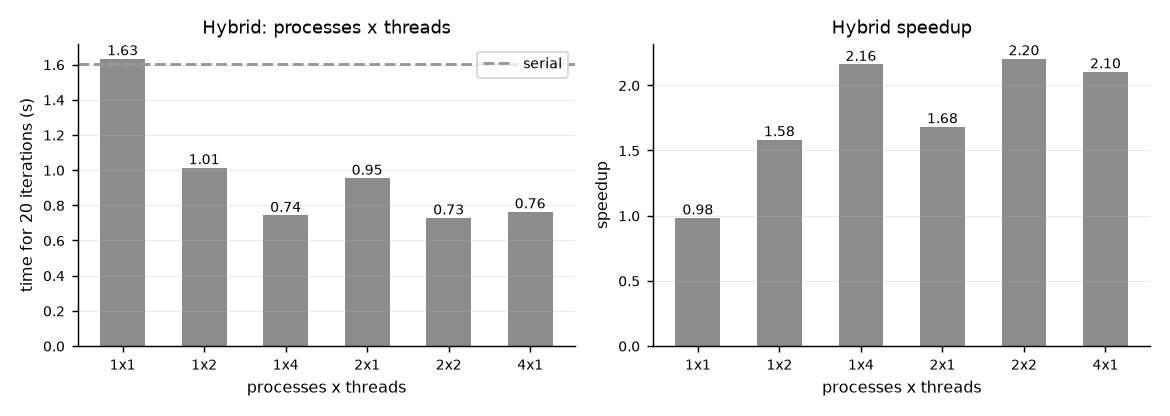 Hybrid: processes x threads
time for 20 iterations (s)
1.6
1.4
1.2
1.0
0.8
0.6
0.4
0.2
0.0
1.63
1.01
0.74
0.95
0.73
0.76
serial
1x1
1x2
1x4
2x1
2x2
4x1
processes x threads
Hybrid speedup
speedup
2.0
1.5
1.0
0.5
0.0
0.98
1.58
2.16
1.68
2.20
2.10
1x1
1x2
1x4
2x1
2x2
4x1
processes x threads